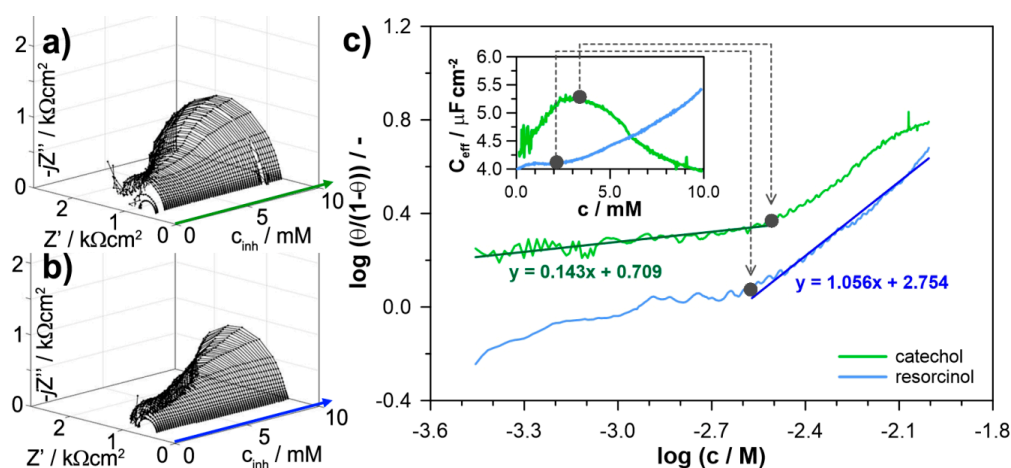 a)
-jZ'' / kΩcm²
2
1
0
2
1
0
Z' / kΩcm²
0
5
10
c_inh / mM
b)
-jZ'' / kΩcm²
2
1
0
2
1
0
Z' / kΩcm²
0
5
10
c_inh / mM
c)
log (θ/(1-θ)) / -
1.2
0.8
0.4
0.0
-0.4
-3.6
-3.3
-3.0
-2.7
-2.4
-2.1
-1.8
log (c / M)
C_eff / µF cm⁻²
6.0
5.5
5.0
4.5
4.0
0.0
5.0
10.0
c / mM
y = 0.143x + 0.709
y = 1.056x + 2.754
catechol
resorcinol